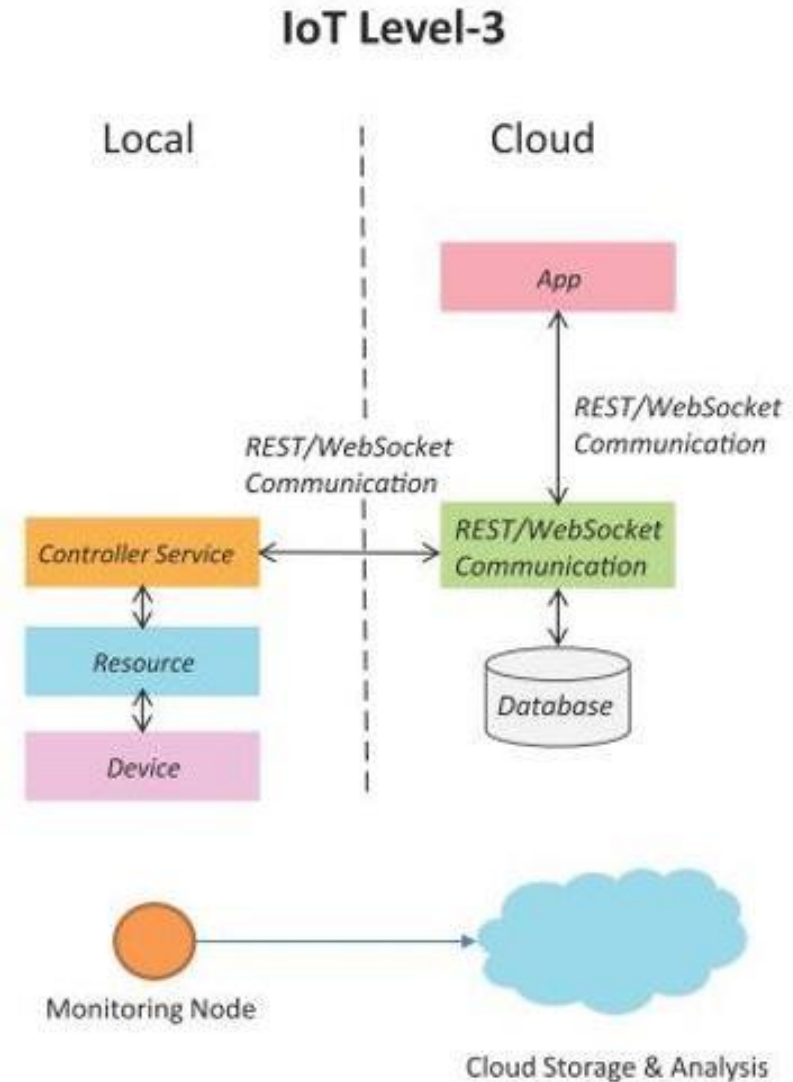 IoT Level-3
Local
Cloud
App
REST/WebSocket
Communication
REST/WebSocket
Communication
Controller Service
REST/WebSocket
Communication
Resource
Database
Device
Monitoring Node
Cloud Storage & Analysis